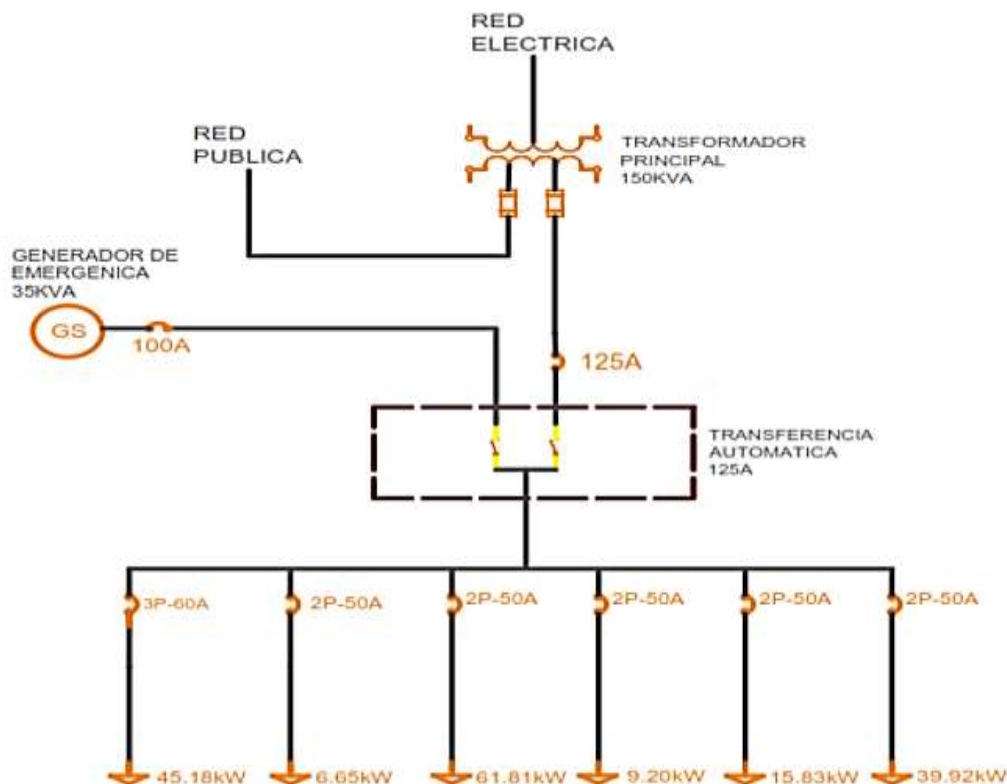 RED
ELECTRICA
RED
PUBLICA
TRANSFORMADOR
PRINCIPAL
150KVA
GENERADOR DE
EMERGENICA
35KVA
GS
100A
125A
TRANSFERENCIA
AUTOMATICA
125A
3P-60A
2P-50A
2P-50A
2P-50A
2P-50A
2P-50A
45.18kW
6.65kW
61.81kW
9.20kW
15.83kW
39.92kW